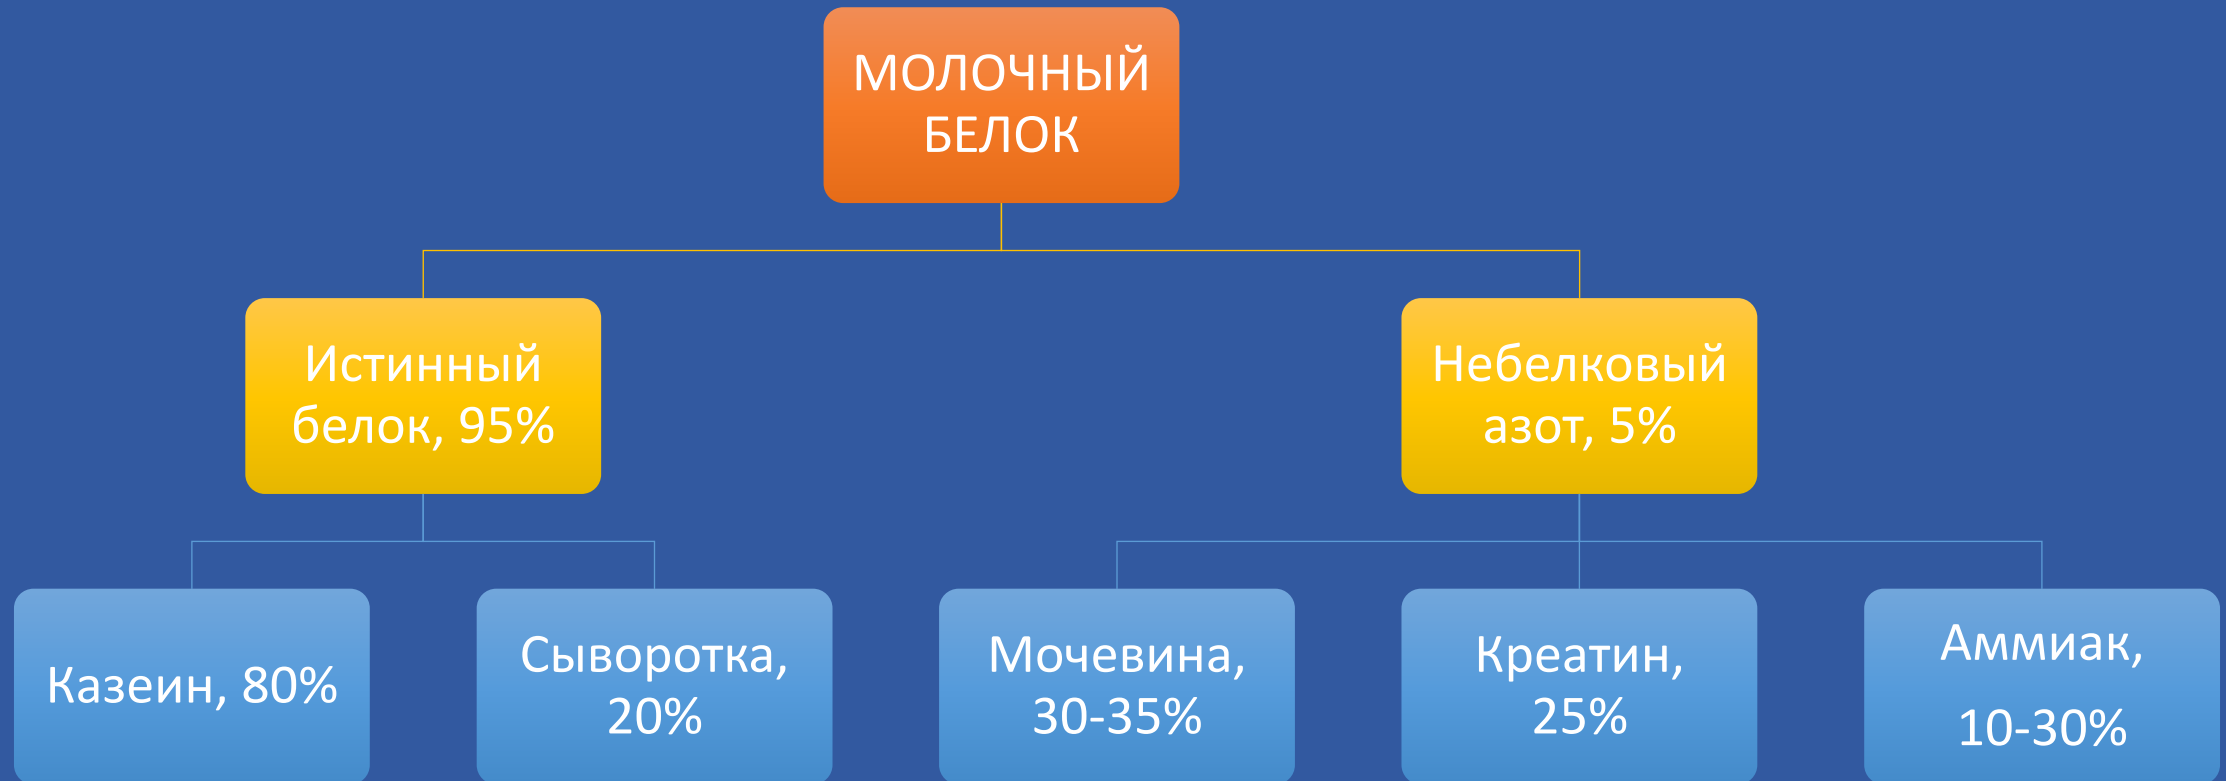 МОЛОЧНЫЙ
БЕЛОК
Истинный
белок, 95%
Небелковый
азот, 5%
Казеин, 80%
Сыворотка,
20%
Мочевина,
30-35%
Креатин,
25%
Аммиак,
10-30%